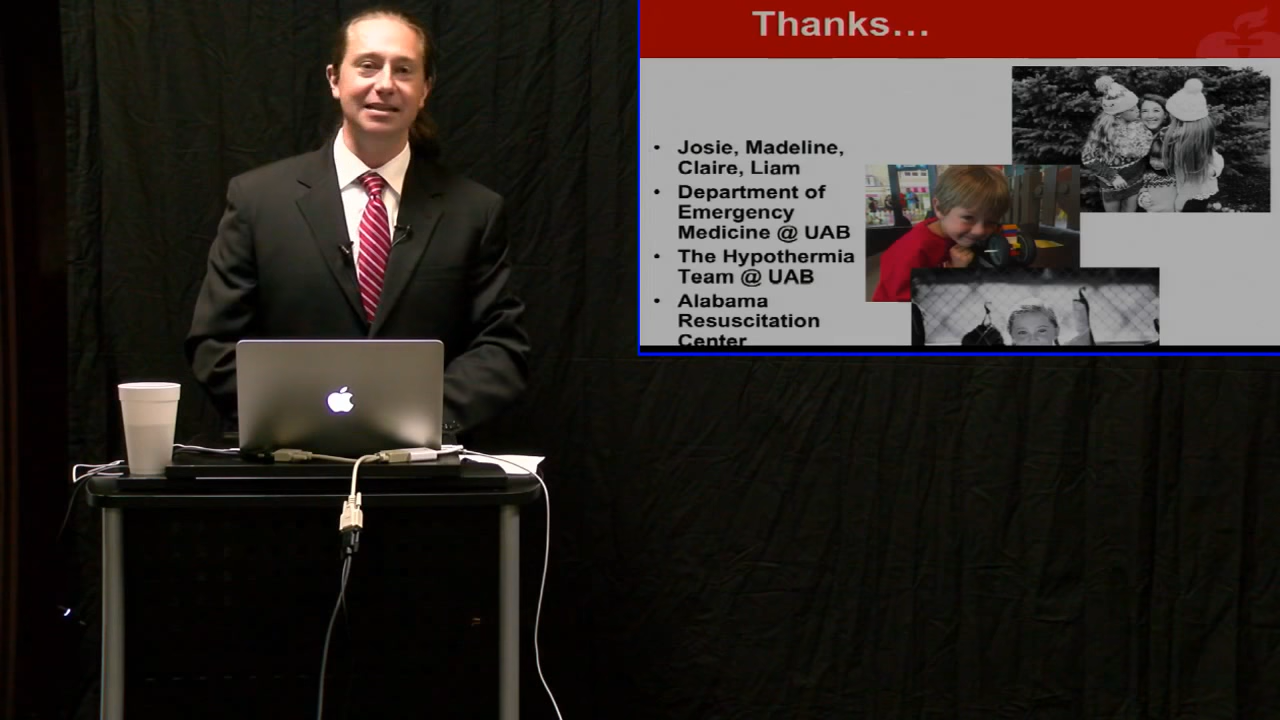 Thanks...
• Josie, Madeline,
Claire, Liam
• Department of
Emergency
Medicine @ UAB
• The Hypothermia
Team @ UAB
• Alabama
Resuscitation
Center